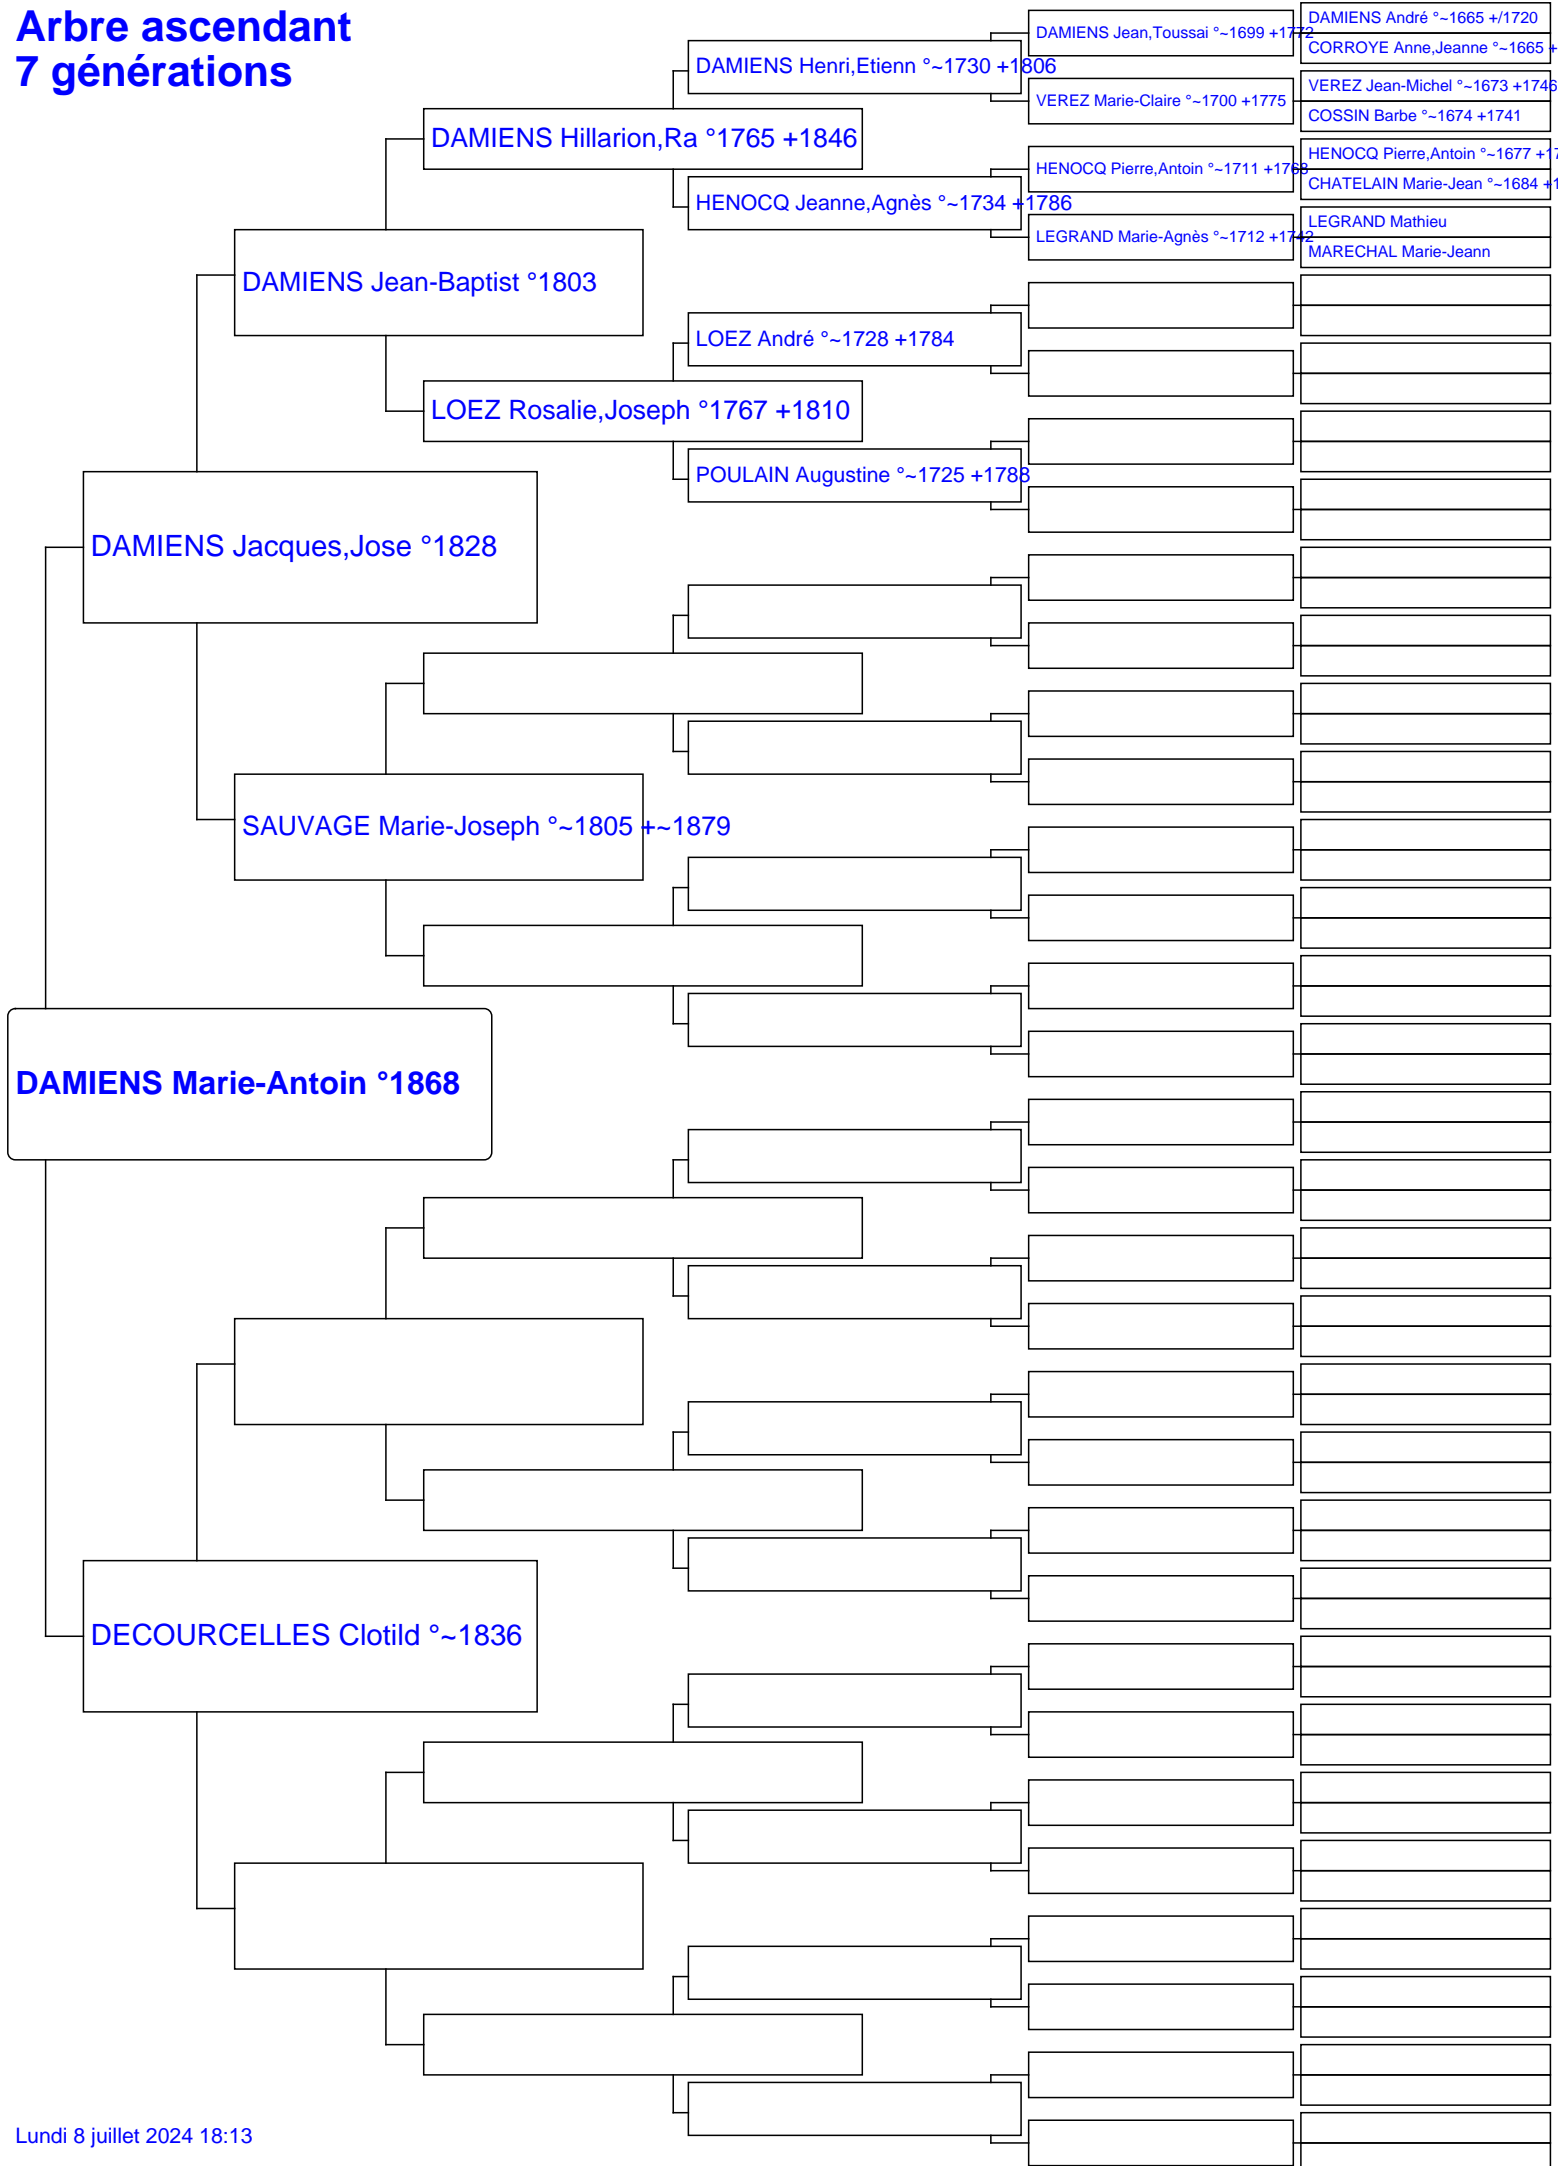 Arbre ascendant
7 générations
DAMIENS André °~1665 +/1720
DAMIENS Jean,Toussai °~1699 +1772
CORROYE Anne,Jeanne °~1665 +
DAMIENS Henri,Etienn °~1730 +1806
VEREZ Jean-Michel °~1673 +1746
VEREZ Marie-Claire °~1700 +1775
COSSIN Barbe °~1674 +1741
DAMIENS Hillarion,Ra °1765 +1846
HENOCQ Pierre,Antoin °~1677 +17
HENOCQ Pierre,Antoin °~1711 +1768
CHATELAIN Marie-Jean °~1684 +1
HENOCQ Jeanne,Agnès °~1734 +1786
LEGRAND Mathieu
LEGRAND Marie-Agnès °~1712 +1742
MARECHAL Marie-Jeann
DAMIENS Jean-Baptist °1803
LOEZ André °~1728 +1784
LOEZ Rosalie,Joseph °1767 +1810
POULAIN Augustine °~1725 +1788
DAMIENS Jacques,Jose °1828
SAUVAGE Marie-Joseph °~1805 +~1879
DAMIENS Marie-Antoin °1868
DECOURCELLES Clotild °~1836
Lundi 8 juillet 2024 18:13